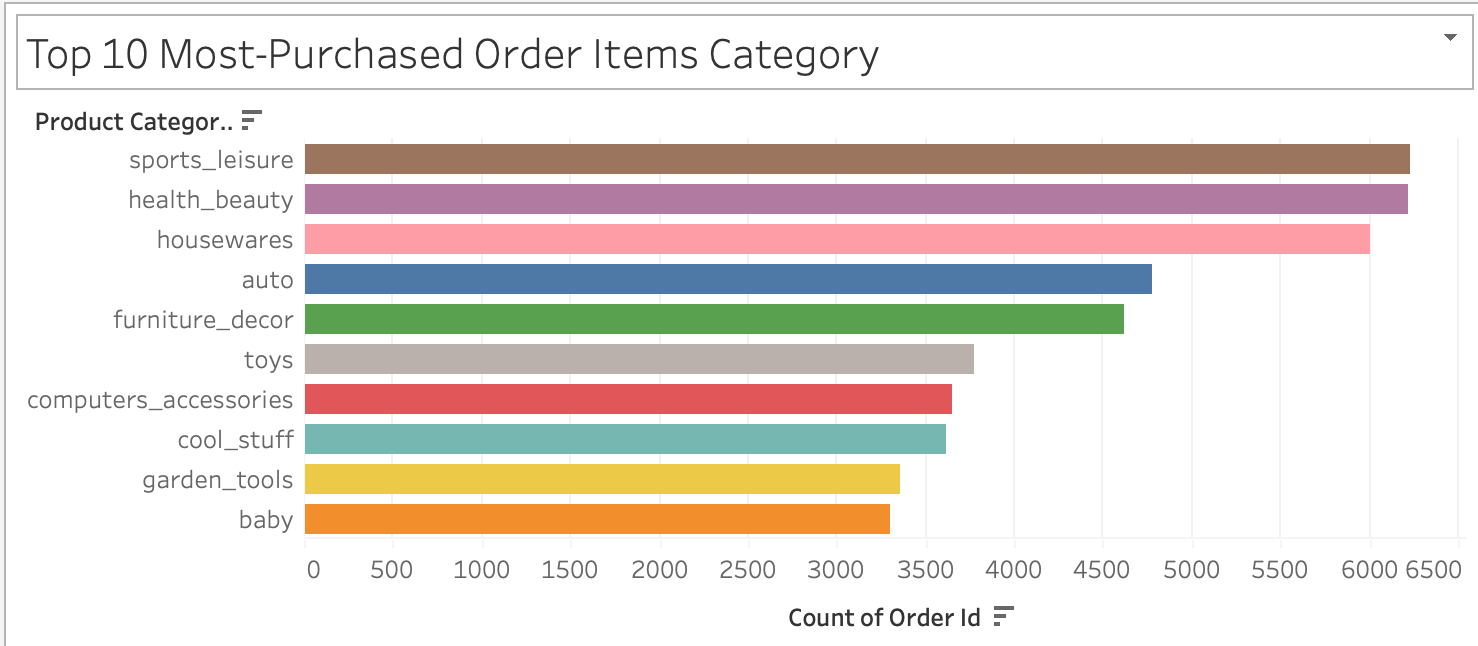 Top 10 Most-Purchased Order Items Category
Product Categor..
sports_leisure
health_beauty
housewares
auto
furniture_decor
toys
computers_accessories
cool_stuff
garden_tools
baby
0 500 1000 1500 2000 2500 3000 3500 4000 4500 5000 5500 6000 6500
Count of Order Id